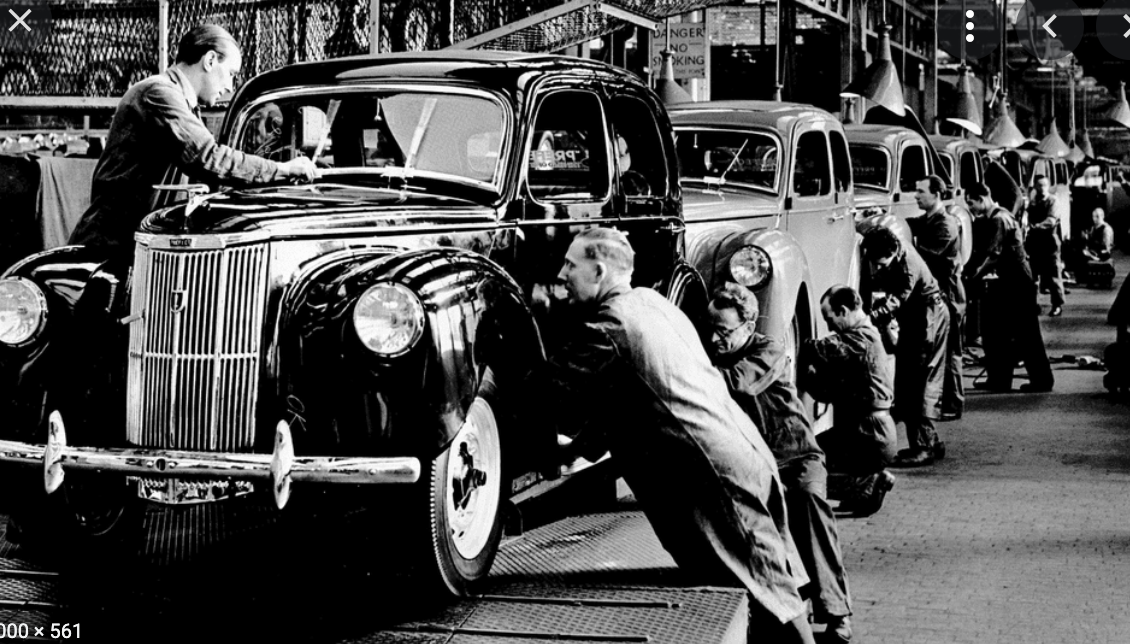 DANGER
NO
SMOKING
000 × 561